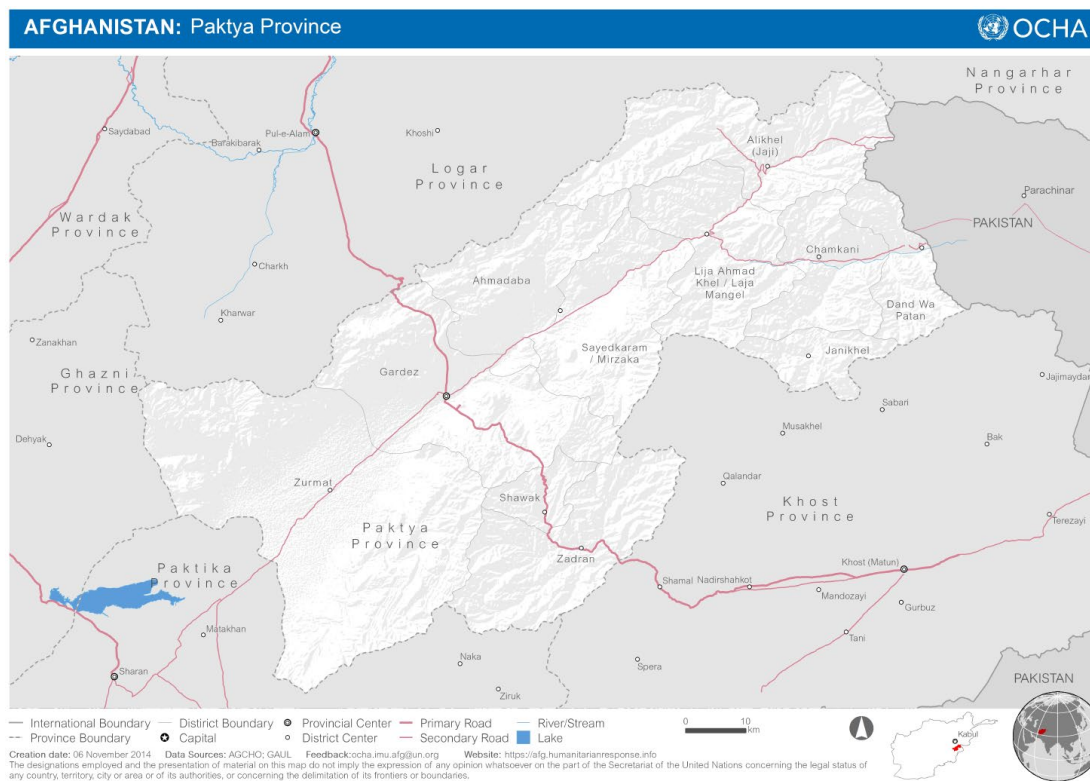 AFGHANISTAN: Paktya Province
OCHA
Nangarhar
Province
Saydabad
Pul-e-Alam
Barakibarak
Khoshi
Alikhel
(Jaji)
Logar
Province
Parachinar
Wardak
Province
PAKISTAN
Chamkani
Charkh
Ahmadaba
Lija Ahmad
Khel / Laja
Mangel
Dand Wa
Patan
Kharwar
Zanakhan
Sayedkaram
/ Mirzaka
Janikhel
Ghazni
Province
Gardez
Jajimaydan
Sabari
Musakhel
Dehyak
Bak
Qalandar
Zurmat
Shawak
Khost
Province
Terezayi
Paktya
Province
Zadran
Paktika
Province
Khost (Matun)
Shamal
Nadirshahkot
Mandozayi
Gurbuz
Matakhan
Tani
Naka
Spera
Sharan
Ziruk
PAKISTAN
International Boundary
District Boundary
Provincial Center
Primary Road
River/Stream
0 10
km
Province Boundary
Capital
District Center
Secondary Road
Lake
Kabul
Creation date: 06 November 2014 Data Sources: AGCHO; GAUL Feedback:ocha.imu.afg@un.org Website: https://afg.humanitarianresponse.info
The designations employed and the presentation of material on this map do not imply the expression of any opinion whatsoever on the part of the Secretariat of the United Nations concerning the legal status of
any country, territory, city or area or of its authorities, or concerning the delimitation of its frontiers or boundaries.